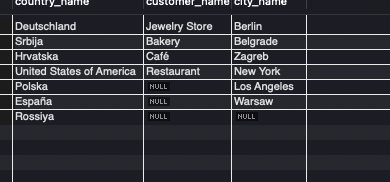 country_name customer_name city_name
Deutschland Jewelry Store Berlin
Srbija Bakery Belgrade
Hrvatska Café Zagreb
United States of America Restaurant New York
Polska NULL Los Angeles
España NULL Warsaw
Rossiya NULL NULL